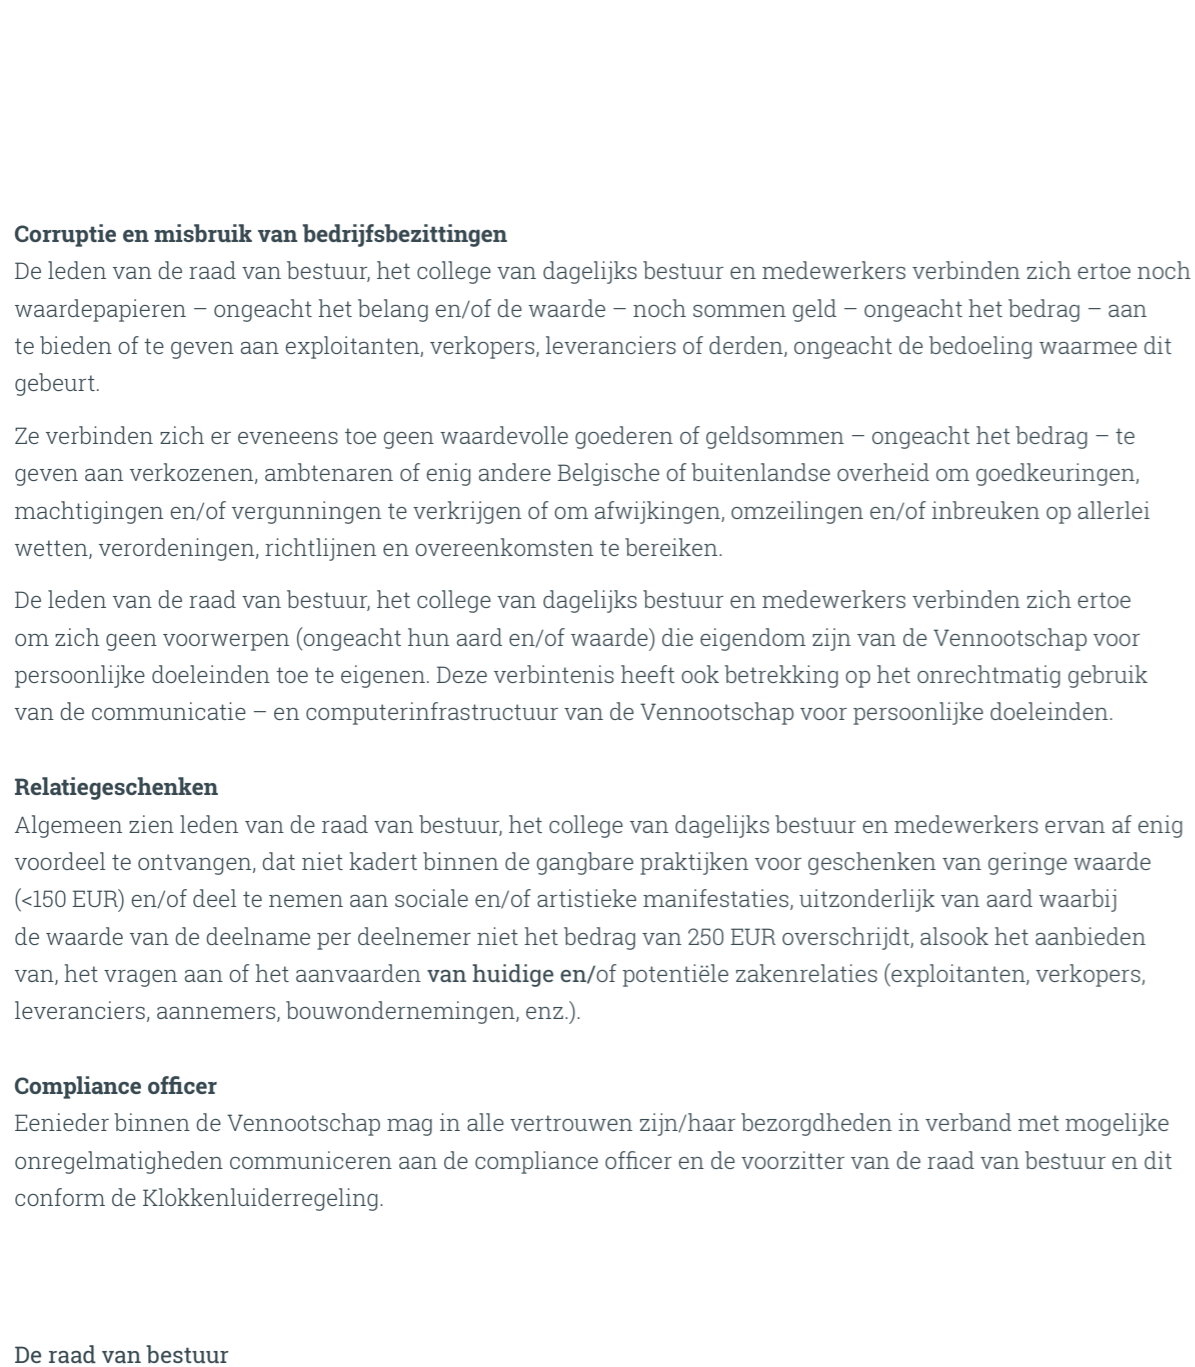 Corruptie en misbruik van bedrijfsbezittingen
De leden van de raad van bestuur, het college van dagelijks bestuur en medewerkers verbinden zich ertoe noch
waardepapieren – ongeacht het belang en/of de waarde – noch sommen geld – ongeacht het bedrag – aan
te bieden of te geven aan exploitanten, verkopers, leveranciers of derden, ongeacht de bedoeling waarmee dit
gebeurt.
Ze verbinden zich er eveneens toe geen waardevolle goederen of geldsommen – ongeacht het bedrag – te
geven aan verkozenen, ambtenaren of enig andere Belgische of buitenlandse overheid om goedkeuringen,
machtigingen en/of vergunningen te verkrijgen of om afwijkingen, omzeilingen en/of inbreuken op allerlei
wetten, verordeningen, richtlijnen en overeenkomsten te bereiken.
De leden van de raad van bestuur, het college van dagelijks bestuur en medewerkers verbinden zich ertoe
om zich geen voorwerpen (ongeacht hun aard en/of waarde) die eigendom zijn van de Vennootschap voor
persoonlijke doeleinden toe te eigenen. Deze verbintenis heeft ook betrekking op het onrechtmatig gebruik
van de communicatie – en computerinfrastructuur van de Vennootschap voor persoonlijke doeleinden.
Relatiegeschenken
Algemeen zien leden van de raad van bestuur, het college van dagelijks bestuur en medewerkers ervan af enig
voordeel te ontvangen, dat niet kadert binnen de gangbare praktijken voor geschenken van geringe waarde
(<150 EUR) en/of deel te nemen aan sociale en/of artistieke manifestaties, uitzonderlijk van aard waarbij
de waarde van de deelname per deelnemer niet het bedrag van 250 EUR overschrijdt, alsook het aanbieden
van, het vragen aan of het aanvaarden van huidige en/of potentiële zakenrelaties (exploitanten, verkopers,
leveranciers, aannemers, bouwondernemingen, enz.).
Compliance officer
Eenieder binnen de Vennootschap mag in alle vertrouwen zijn/haar bezorgdheden in verband met mogelijke
onregelmatigheden communiceren aan de compliance officer en de voorzitter van de raad van bestuur en dit
conform de Klokkenluiderregeling.
De raad van bestuur